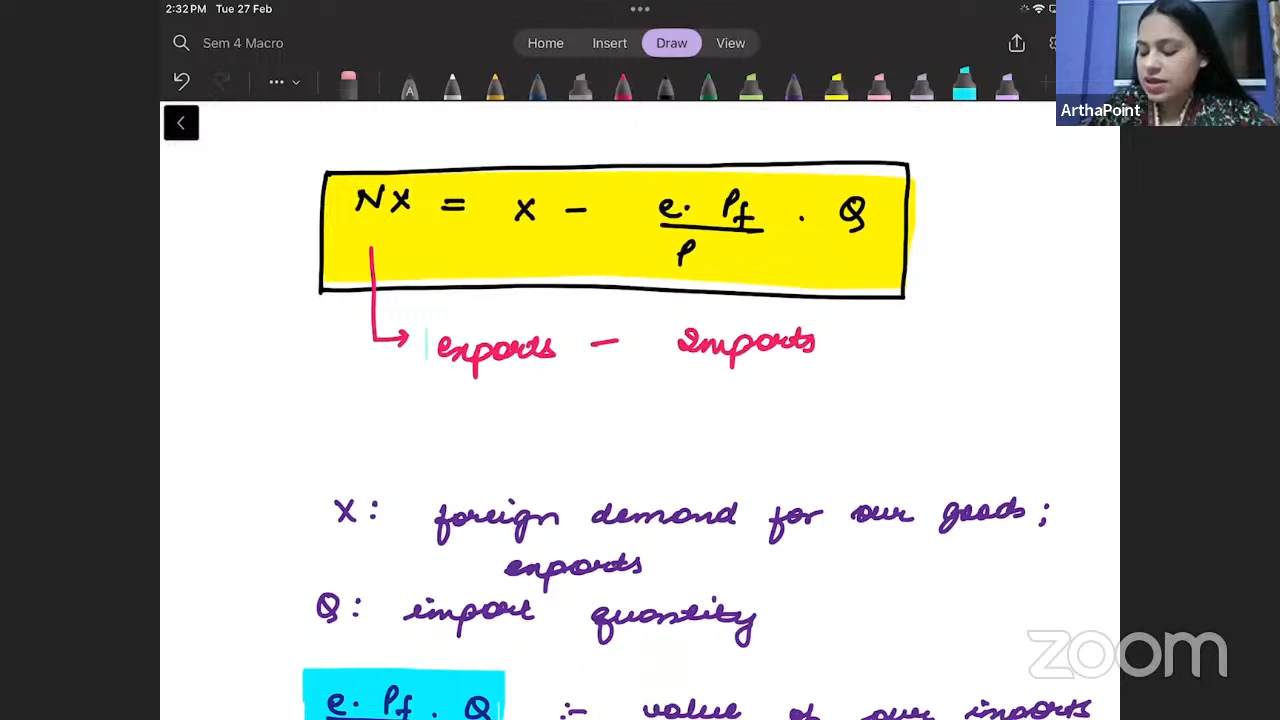 2:32 PM Tue 27 Feb
Sem 4 Macro
Home Insert Draw View
A
ArthaPoint
NX = X - e. Pf / P . Q
exports - Imports
X: foreign demand for our goods;
exports
Q: import quantity
zoom
e. Pf . Q :- value of our imports